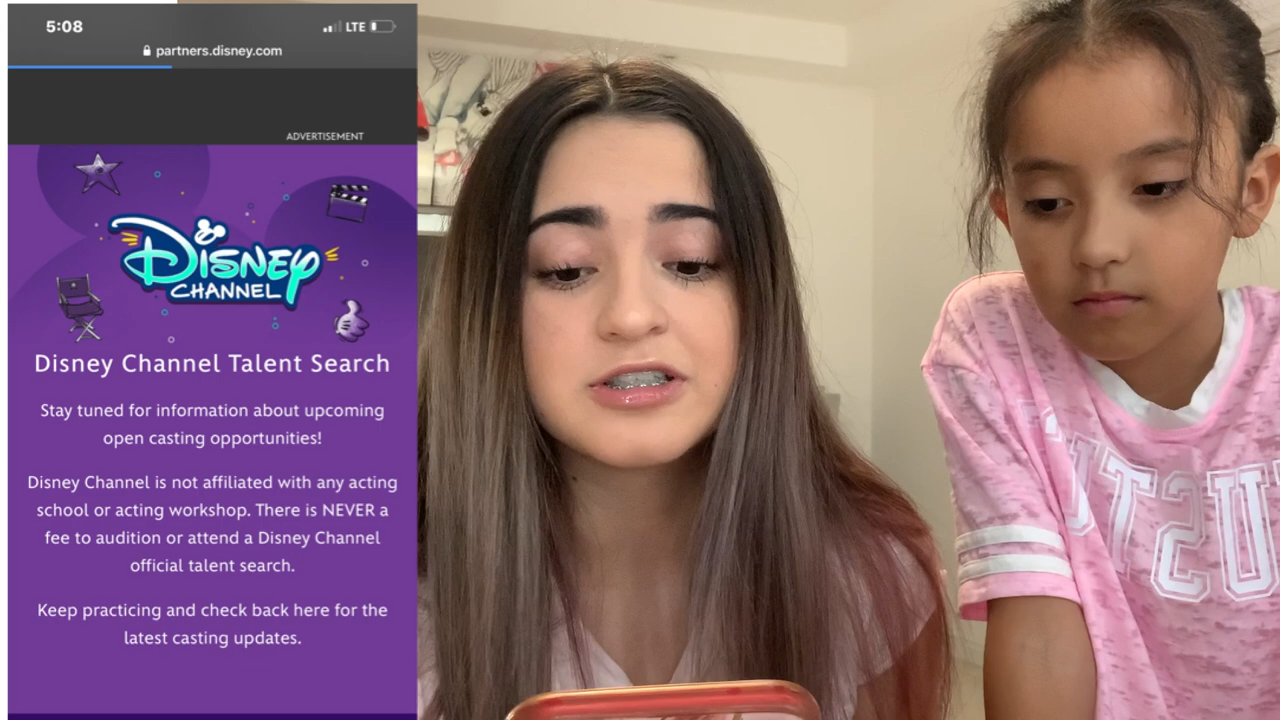 5:08
LTE
partners.disney.com
ADVERTISEMENT
DISNEY
CHANNEL
Disney Channel Talent Search
Stay tuned for information about upcoming
open casting opportunities!
Disney Channel is not affiliated with any acting
school or acting workshop. There is NEVER a
fee to audition or attend a Disney Channel
official talent search.
Keep practicing and check back here for the
latest casting updates.